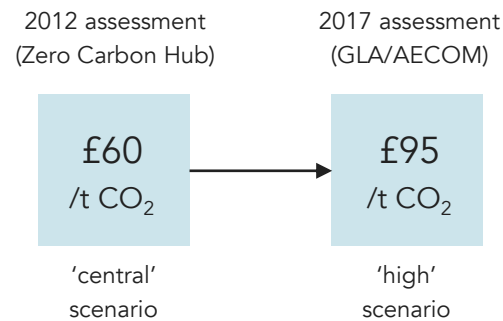 2012 assessment
(Zero Carbon Hub)
£60
/t CO₂
'central'
scenario
2017 assessment
(GLA/AECOM)
£95
/t CO₂
'high'
scenario